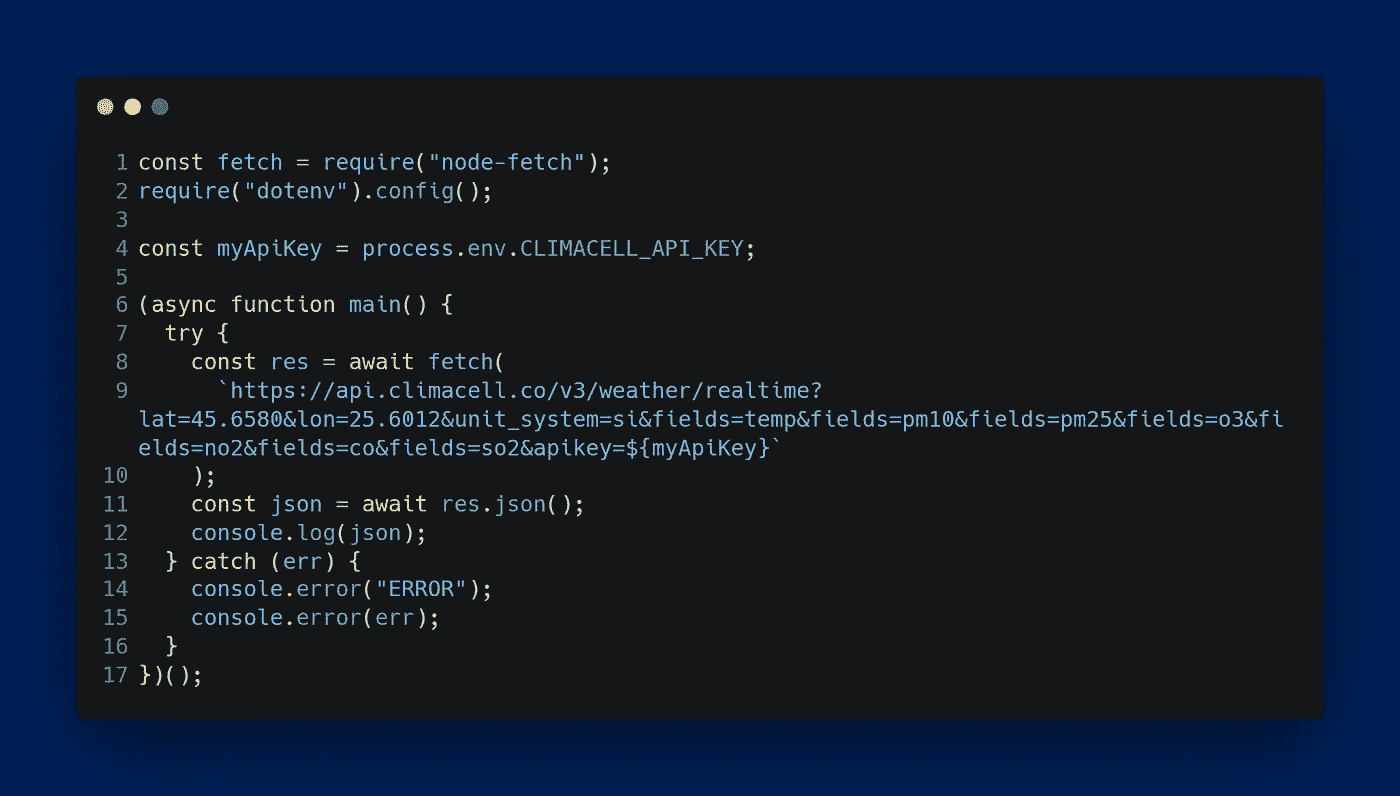 1 const fetch = require("node-fetch");
2 require("dotenv").config();
3
4 const myApiKey = process.env.CLIMACELL_API_KEY;
5
6 (async function main() {
7   try {
8     const res = await fetch(
9       `https://api.climacell.co/v3/weather/realtime?
lat=45.6580&lon=25.6012&unit_system=si&fields=temp&fields=pm10&fields=pm25&fields=o3&fi
elds=no2&fields=co&fields=so2&apikey=${myApiKey}`
10     );
11     const json = await res.json();
12     console.log(json);
13   } catch (err) {
14     console.error("ERROR");
15     console.error(err);
16   }
17 })();